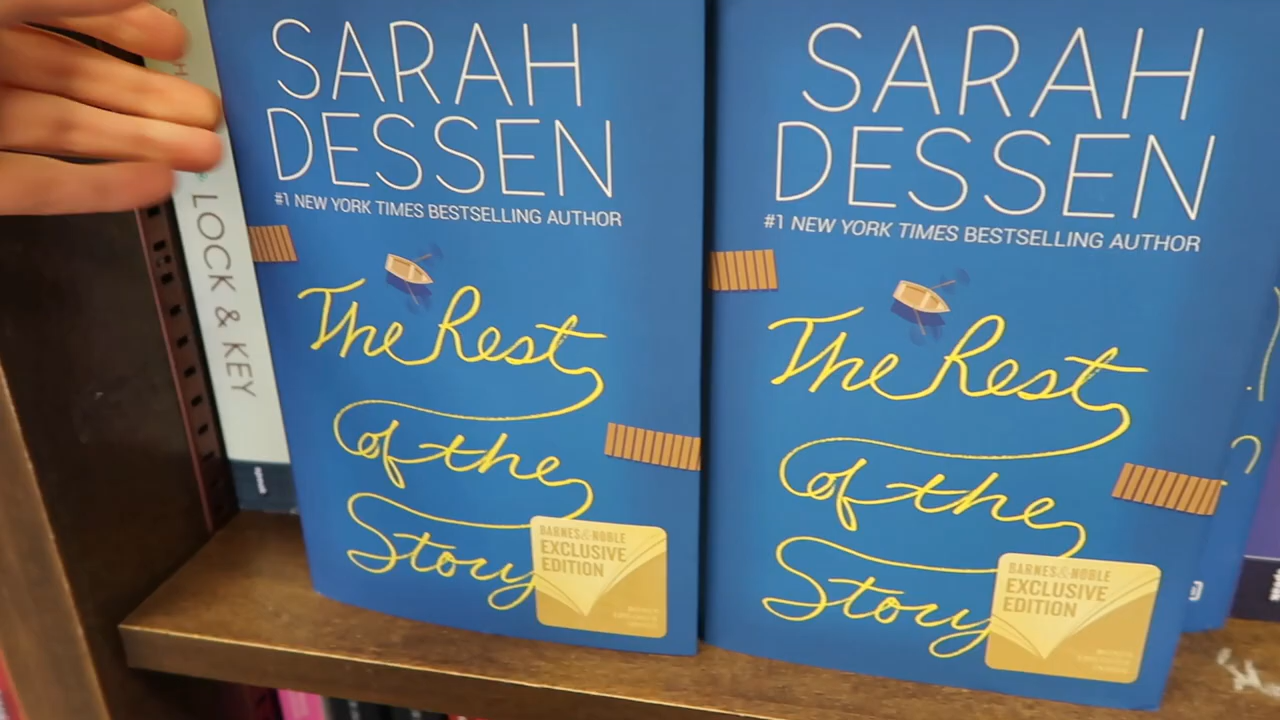 LOCK & KEY
SARAH
DESSEN
#1 NEW YORK TIMES BESTSELLING AUTHOR
The Rest
of the
Story
BARNES&NOBLE
EXCLUSIVE
EDITION
SARAH
DESSEN
#1 NEW YORK TIMES BESTSELLING AUTHOR
The Rest
of the
Story
BARNES&NOBLE
EXCLUSIVE
EDITION